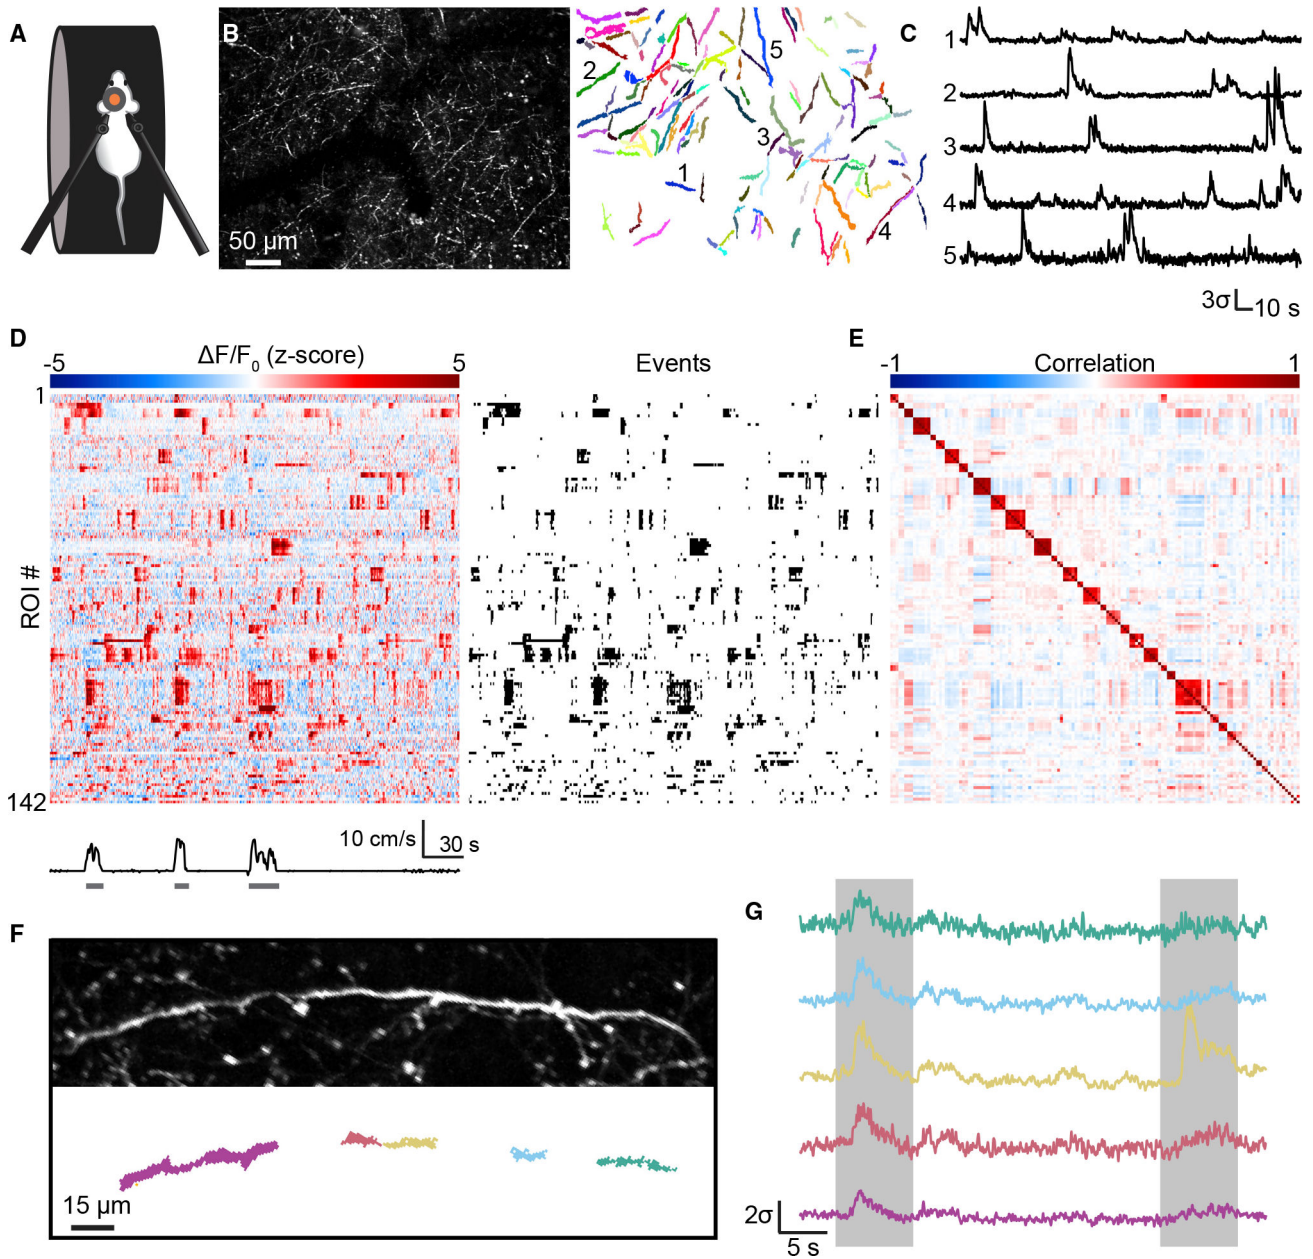 A
B
50 µm
2
5
3
1
4
C
1
2
3
4
5
3σ
10 s
D
ΔF/F0 (z-score)
-5
5
Events
E
Correlation
-1
1
1
ROI #
142
10 cm/s
30 s
F
15 µm
G
2σ
5 s